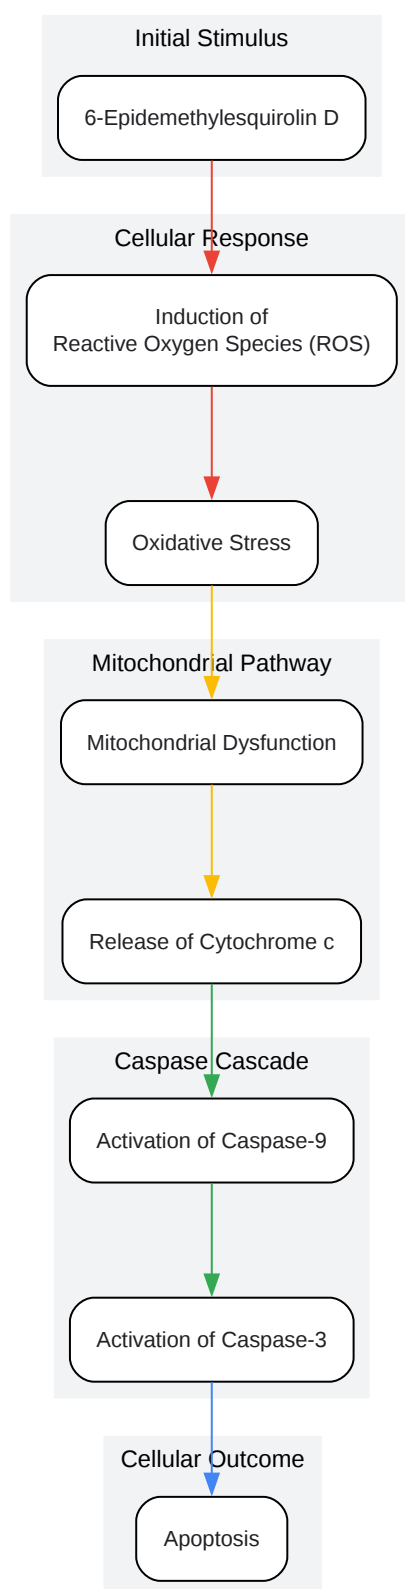 Initial Stimulus
6-Epidemethylesquirolin D
Cellular Response
Induction of
Reactive Oxygen Species (ROS)
Oxidative Stress
Mitochondrial Pathway
Mitochondrial Dysfunction
Release of Cytochrome c
Caspase Cascade
Activation of Caspase-9
Activation of Caspase-3
Cellular Outcome
Apoptosis